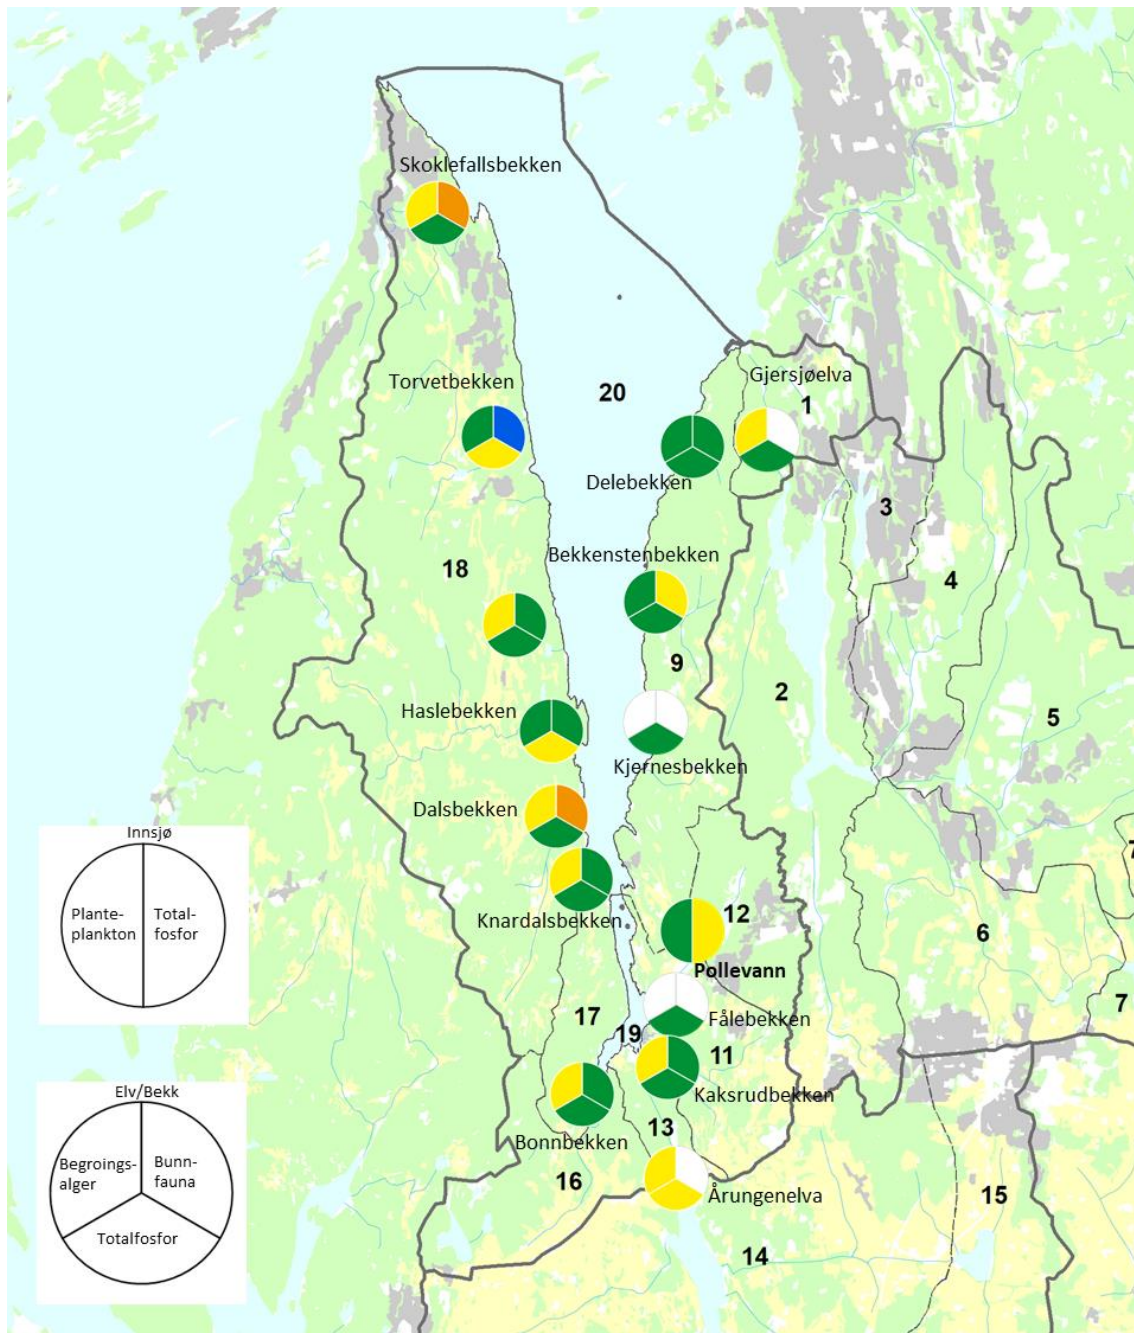 Skoklefallsbekken
Torvetbekken
20
Gjersjøelva
1
Delebekken
3
Bekkenstenbekken
18
4
9
2
5
Haslebekken
Kjernesbekken
Dalsbekken
Innsjø
Plante-
plankton
Total-
fosfor
7
Knardalsbekken
12
6
Pollevann
7
17
19
Fålebekken
11
Kaksrudbekken
Elv/Bekk
Begroings-
alger
Bunn-
fauna
Totalfosfor
Bonnbekken
13
16
Årungenelva
15
14